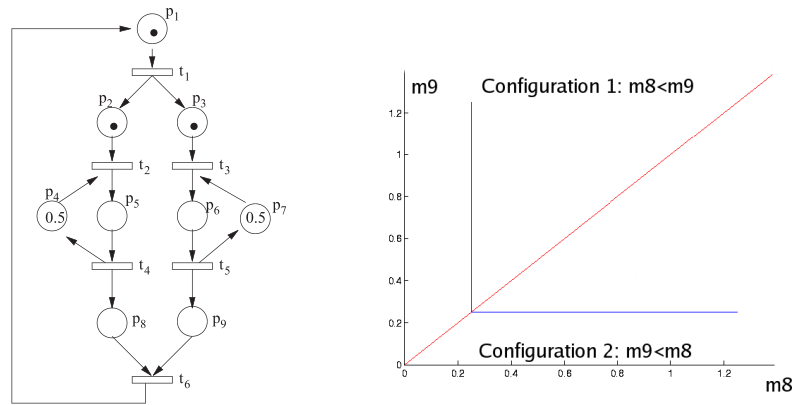 p1
t1
p2
p3
t2
t3
p4
0.5
p5
p6
0.5
p7
t4
t5
p8
p9
t6
m9
Configuration 1: m8<m9
1.2
1
0.8
0.6
0.4
0.2
Configuration 2: m9<m8
0
0
0.2
0.4
0.6
0.8
1
1.2
m8